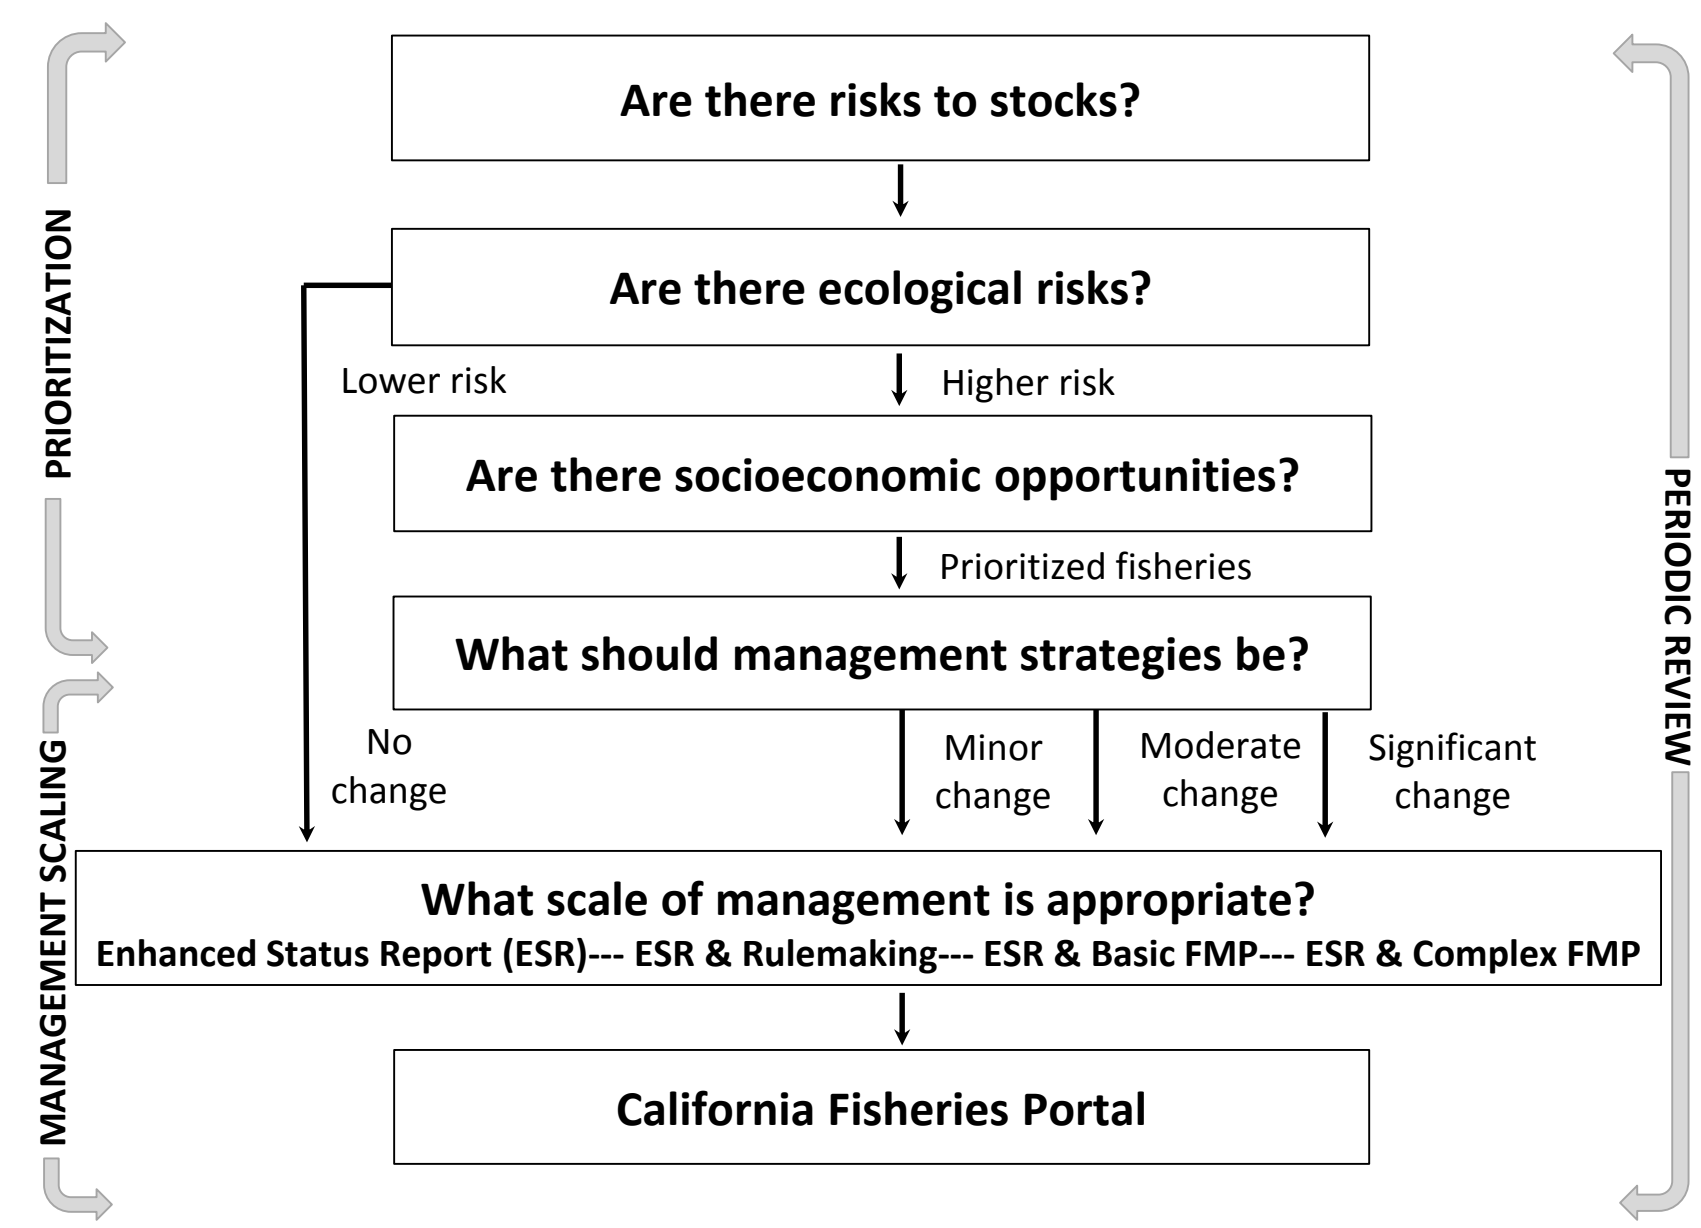 Are there risks to stocks?
Are there ecological risks?
Lower risk
Higher risk
Are there socioeconomic opportunities?
Prioritized fisheries
What should management strategies be?
No
change
Minor
change
Moderate
change
Significant
change
What scale of management is appropriate?
Enhanced Status Report (ESR)--- ESR & Rulemaking--- ESR & Basic FMP--- ESR & Complex FMP
California Fisheries Portal
PRIORITIZATION
MANAGEMENT SCALING
PERIODIC REVIEW